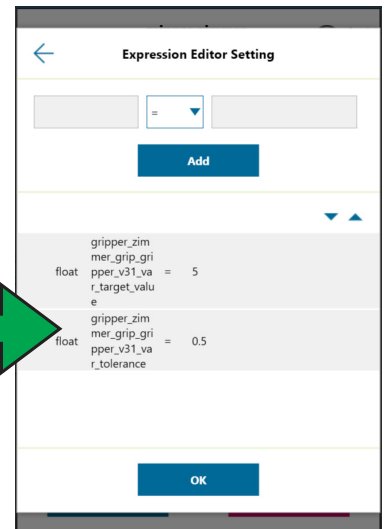 Expression Editor Setting
=
Add
gripper_zim
mer_grip_gri
float pper_v31_va = 5
r_target_valu
e
gripper_zim
mer_grip_gri
float pper_v31_va = 0.5
r_tolerance
OK